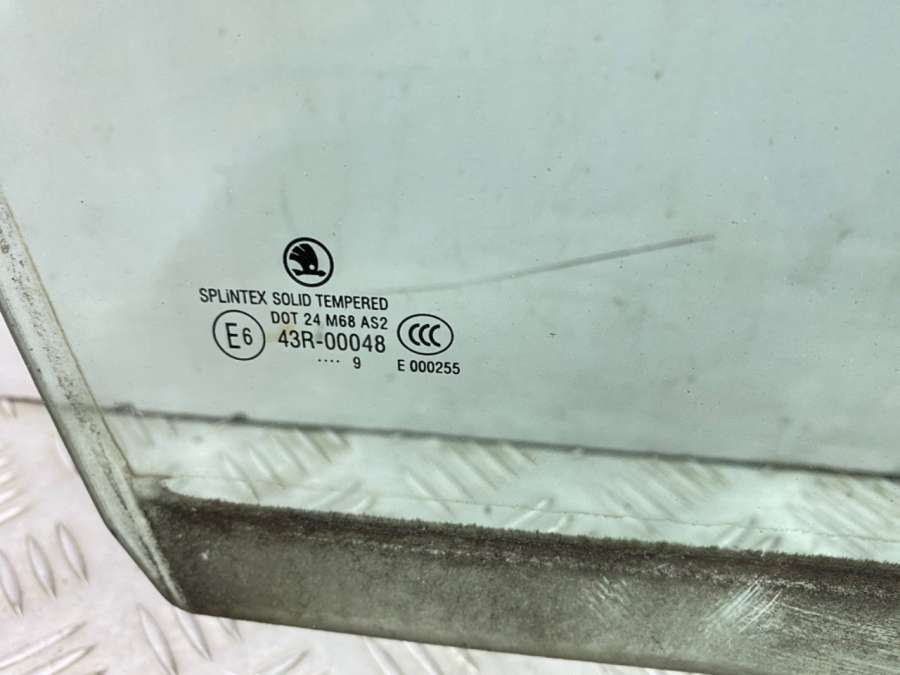 SPLiNTEX SOLID TEMPERED
DOT 24 M68 AS2
E6 43R-00048 CCC
.... 9 E 000255